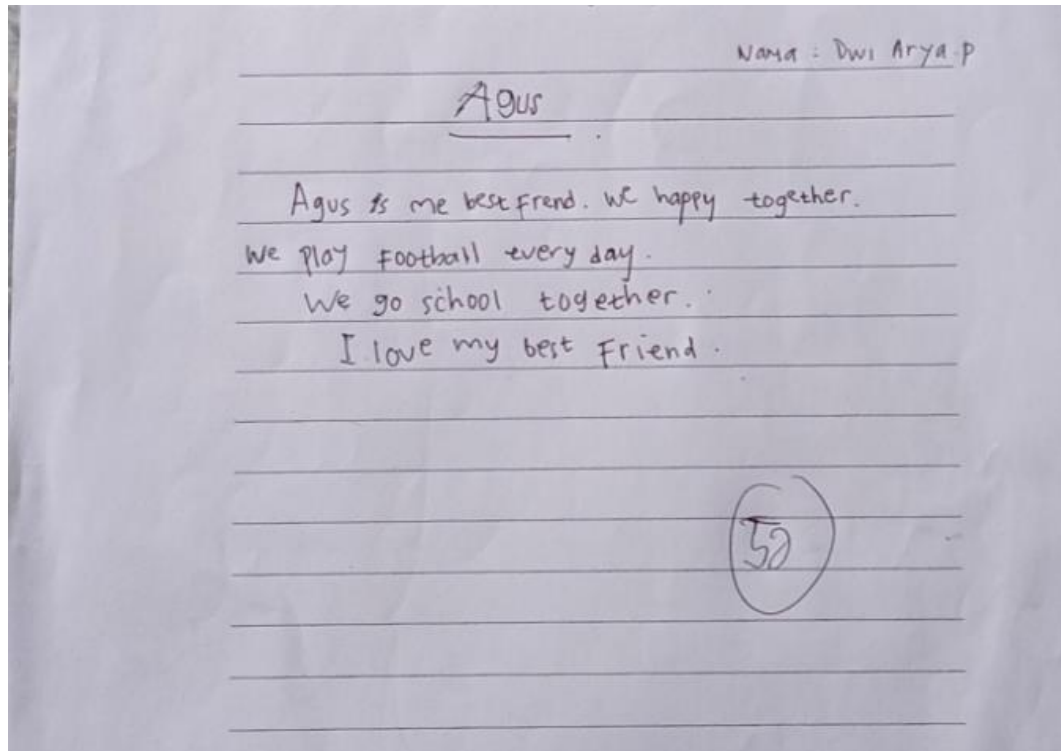 Nama : Dwi Arya.P
Agus
Agus is me best Frend. We happy together.
We play Football every day.
We go school together.
I love my best Friend.
50